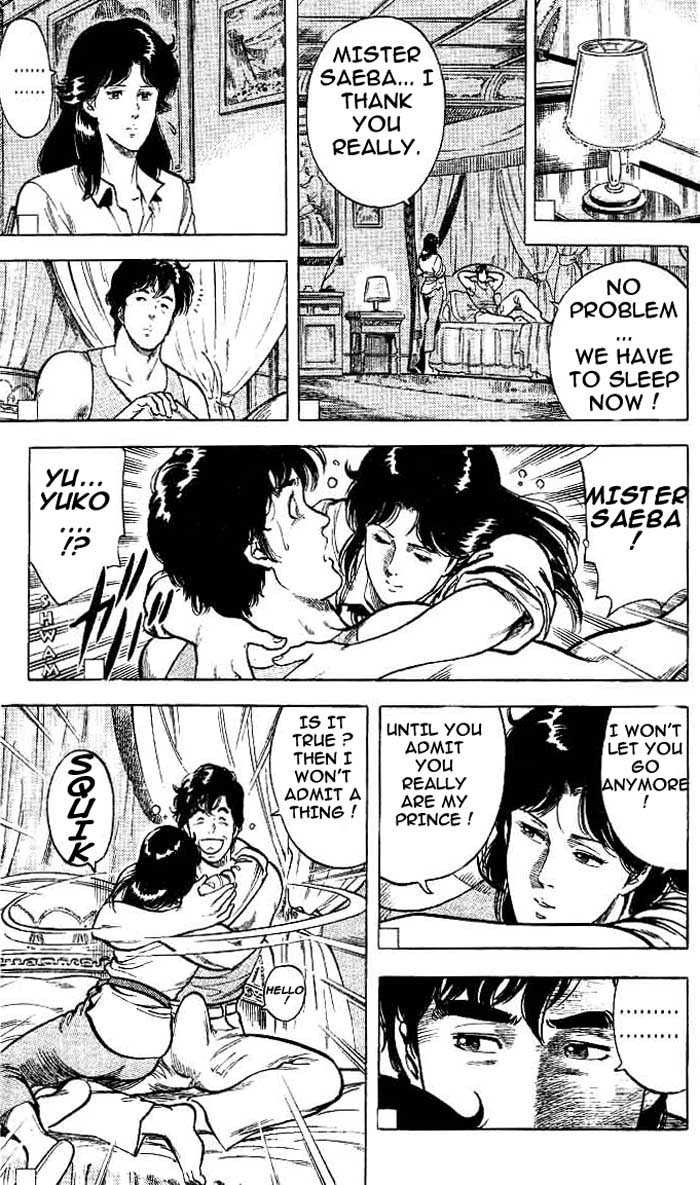 MISTER
SAEBA... I
THANK
YOU
REALLY.
NO
PROBLEM
...
WE HAVE
TO SLEEP
NOW !
......
......
MISTER
SAEBA
!
YU...
YUKO
....
!?
ガバ
SHWAM
I WON'T
LET YOU
GO
ANYMORE
!
UNTIL YOU
ADMIT
YOU
REALLY
ARE MY
PRINCE !
..........
..........
IS IT
TRUE ?
THEN I
WON'T
ADMIT A
THING !
SQUIK
HELLO
!